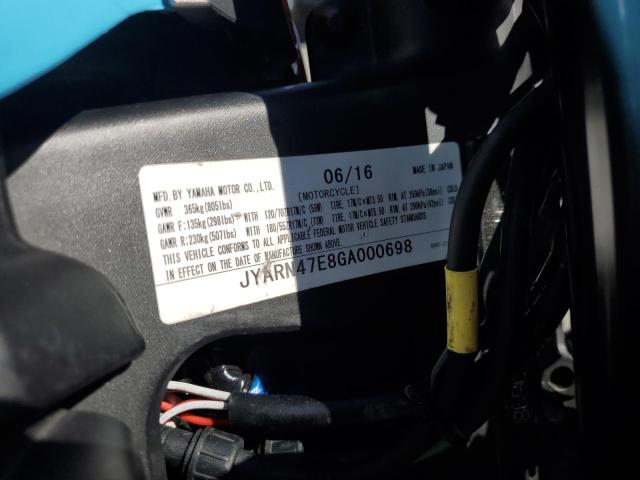 06/16 MADE IN JAPAN
MFD. BY YAMAHA MOTOR CO., LTD. [MOTORCYCLE]
GVWR 365kg(805lbs)
GAWR F: 135kg(298lbs) WITH 120/70ZR17M/C(58W) TIRE, 17M/C×MT3.50 RIM, AT 250kPa(36psi) COLD
GAWR R: 230kg(507lbs) WITH 180/55ZR17M/C(73W) TIRE, 17M/C×MT5.50 RIM, AT 290kPa(42psi)
THIS VEHICLE CONFORMS TO ALL APPLICABLE FEDERAL MOTOR VEHICLE SAFETY STANDARDS
IN EFFECT ON THE DATE OF MANUFACTURE SHOWN ABOVE.
JYARN47E8GA000698